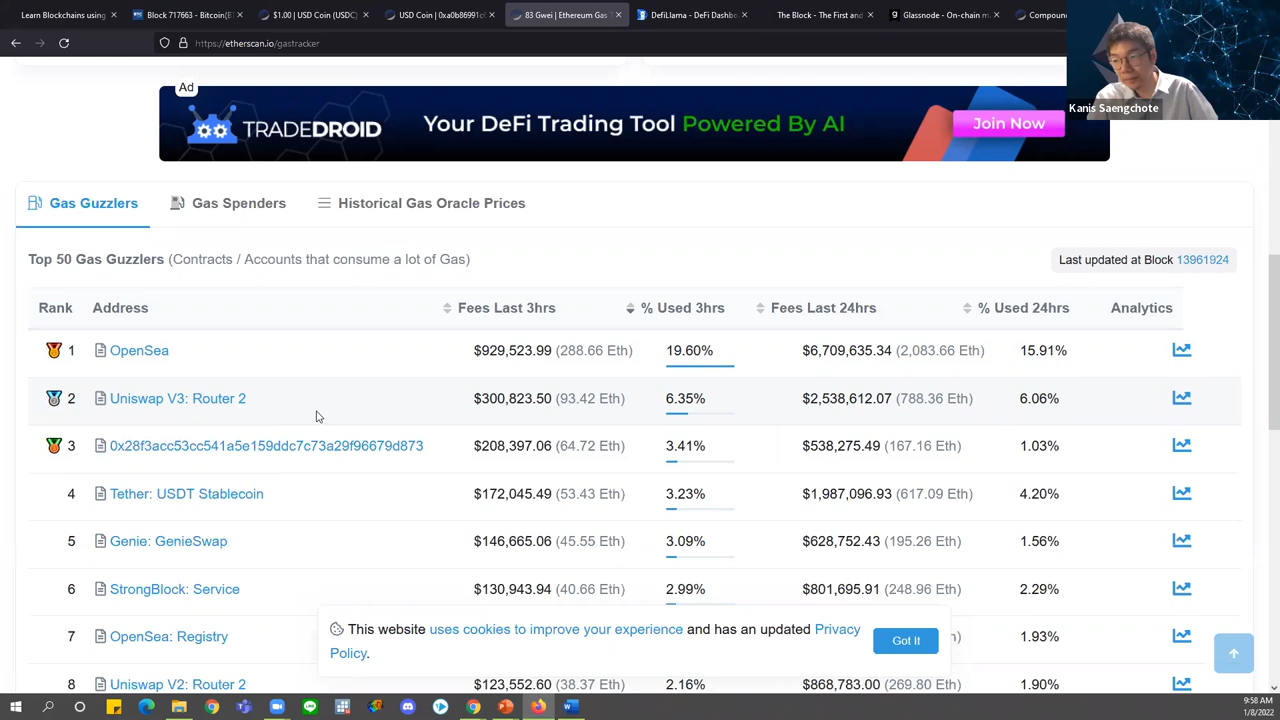 Learn Blockchains using
Block 717663 - Bitcoin(B
$1.00 | USD Coin (USDC)
USD Coin | 0xa0b86991c6
83 Gwei | Ethereum Gas T
DefiLlama - DeFi Dashbo
The Block - The First and
Glassnode - On-chain m
Compoun
https://etherscan.io/gastracker
Kanis Saengchote
Ad
TRADEDROID
Your DeFi Trading Tool Powered By AI
Join Now
Gas Guzzlers
Gas Spenders
Historical Gas Oracle Prices
Top 50 Gas Guzzlers (Contracts / Accounts that consume a lot of Gas)
Last updated at Block 13961924
Rank Address Fees Last 3hrs % Used 3hrs Fees Last 24hrs % Used 24hrs Analytics
1 OpenSea $929,523.99 (288.66 Eth) 19.60% $6,709,635.34 (2,083.66 Eth) 15.91%
2 Uniswap V3: Router 2 $300,823.50 (93.42 Eth) 6.35% $2,538,612.07 (788.36 Eth) 6.06%
3 0x28f3acc53cc541a5e159ddc7c73a29f96679d873 $208,397.06 (64.72 Eth) 3.41% $538,275.49 (167.16 Eth) 1.03%
4 Tether: USDT Stablecoin $172,045.49 (53.43 Eth) 3.23% $1,987,096.93 (617.09 Eth) 4.20%
5 Genie: GenieSwap $146,665.06 (45.55 Eth) 3.09% $628,752.43 (195.26 Eth) 1.56%
6 StrongBlock: Service $130,943.94 (40.66 Eth) 2.99% $801,695.91 (248.96 Eth) 2.29%
7 OpenSea: Registry 1.93%
This website uses cookies to improve your experience and has an updated Privacy
Policy.
Got It
8 Uniswap V2: Router 2 $123,552.60 (38.37 Eth) 2.16% $868,783.00 (269.80 Eth) 1.90%
9:58 AM
1/8/2022